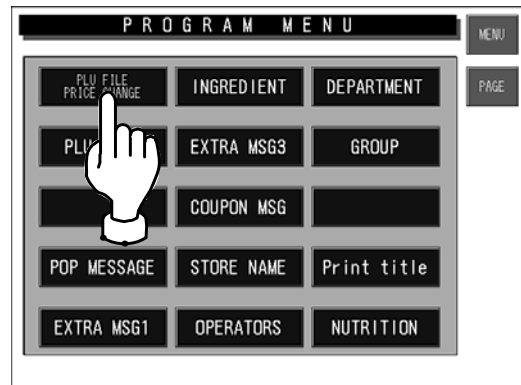 PROGRAM MENU
MENU
PLU FILE
PRICE CHANGE
INGREDIENT
DEPARTMENT
PAGE
PLU
EXTRA MSG3
GROUP
COUPON MSG
POP MESSAGE
STORE NAME
Print title
EXTRA MSG1
OPERATORS
NUTRITION